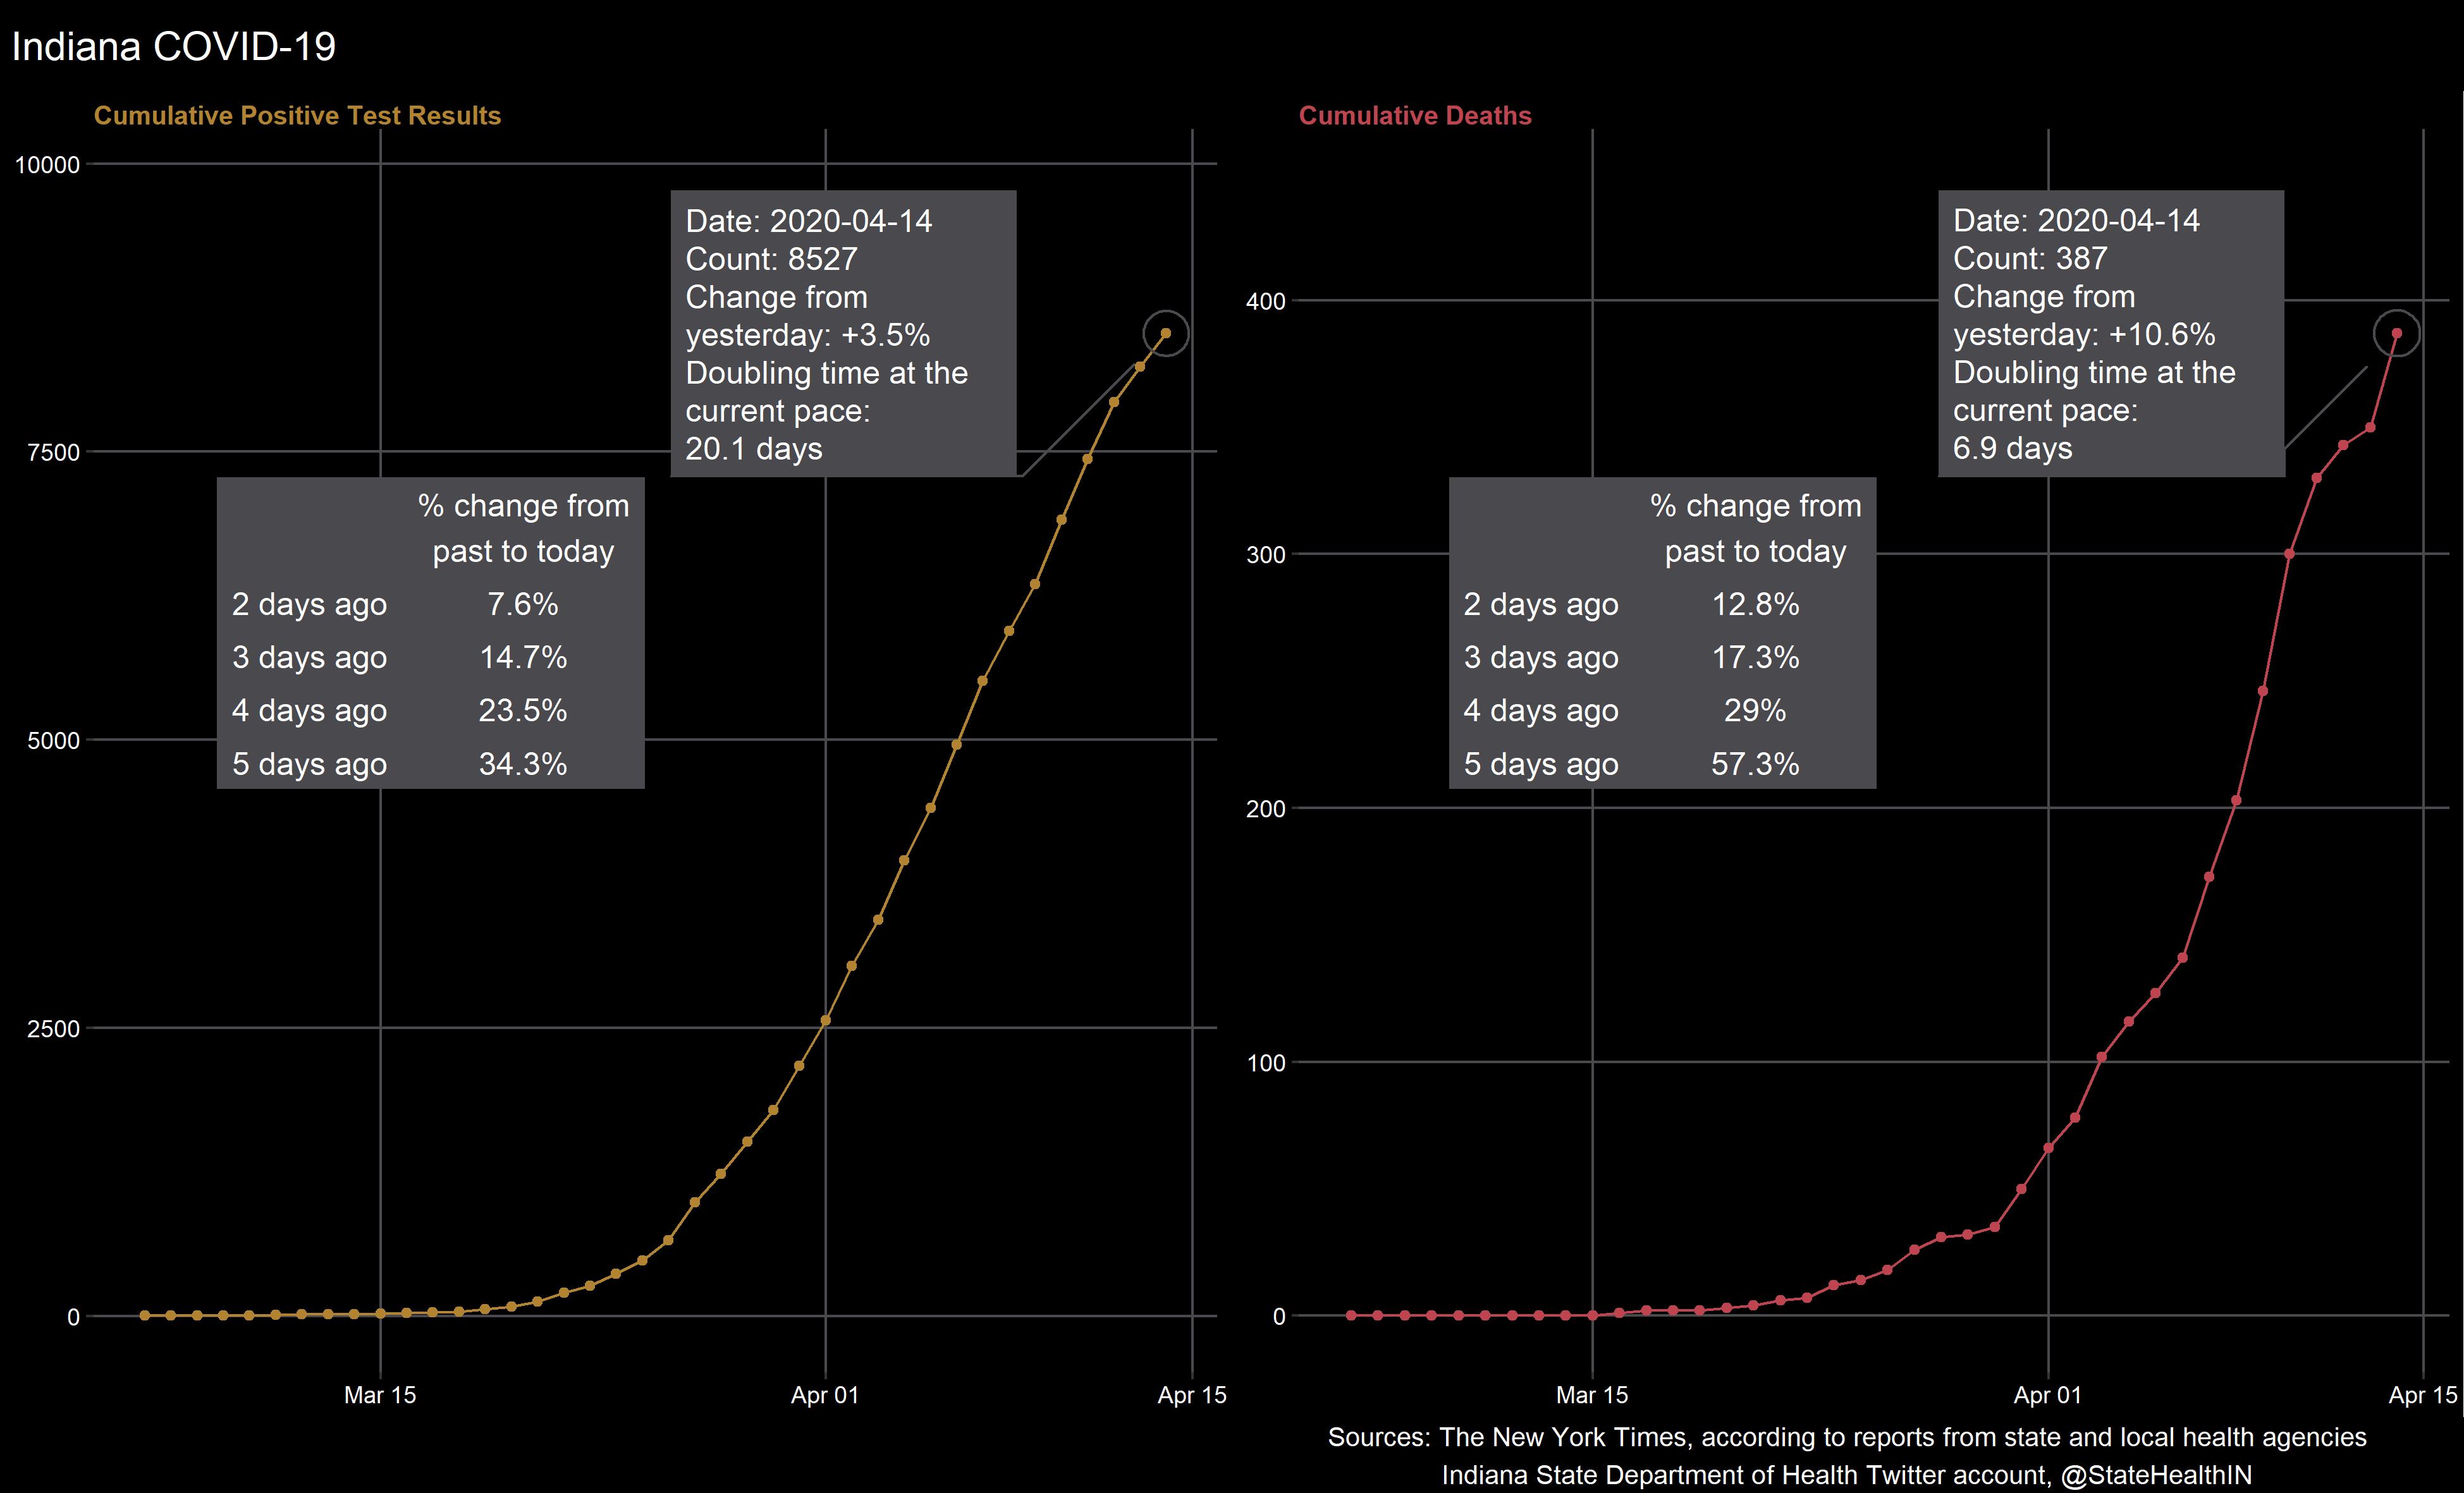 Indiana COVID-19
Cumulative Positive Test Results
10000
7500
5000
2500
0
Mar 15
Apr 01
Apr 15
Date: 2020-04-14
Count: 8527
Change from
yesterday: +3.5%
Doubling time at the
current pace:
20.1 days
% change from
past to today
2 days ago 7.6%
3 days ago 14.7%
4 days ago 23.5%
5 days ago 34.3%
Cumulative Deaths
400
300
200
100
0
Mar 15
Apr 01
Apr 15
Date: 2020-04-14
Count: 387
Change from
yesterday: +10.6%
Doubling time at the
current pace:
6.9 days
% change from
past to today
2 days ago 12.8%
3 days ago 17.3%
4 days ago 29%
5 days ago 57.3%
Sources: The New York Times, according to reports from state and local health agencies
Indiana State Department of Health Twitter account, @StateHealthIN